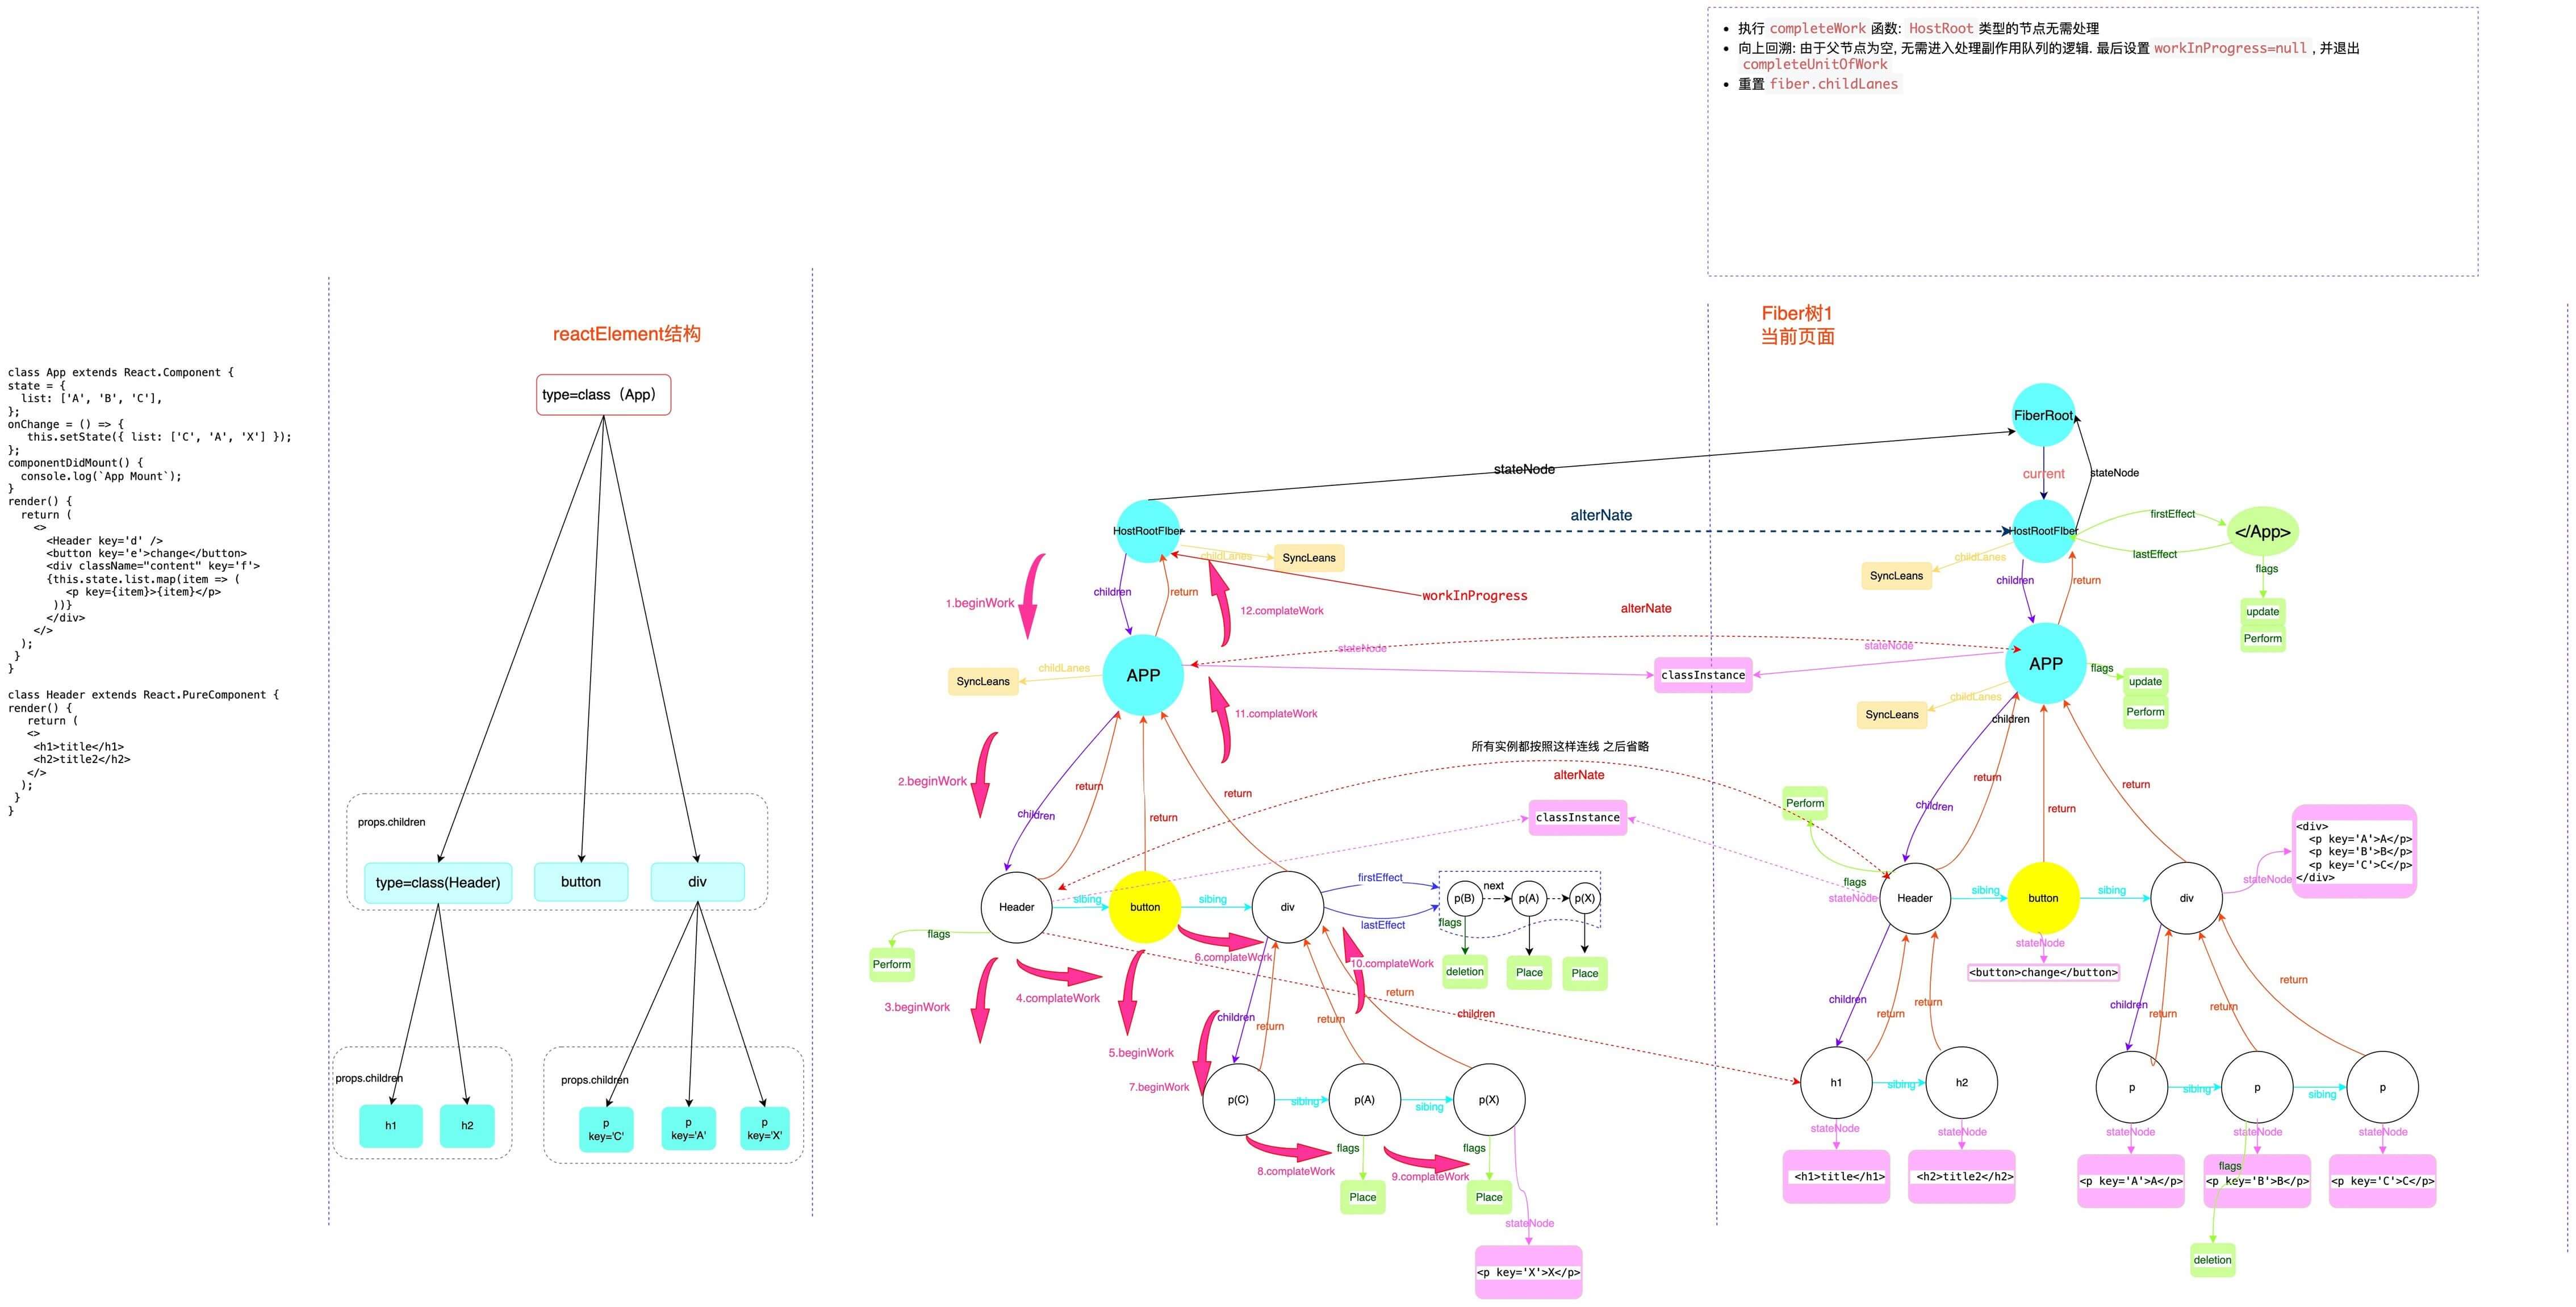 执行 completeWork 函数: HostRoot 类型的节点无需处理
向上回溯: 由于父节点为空, 无需进入处理副作用队列的逻辑. 最后设置 workInProgress=null , 并退出
completeUnitOfWork
重置 fiber.childLanes
class App extends React.Component {
state = {
list: ['A', 'B', 'C'],
};
onChange = () => {
this.setState({ list: ['C', 'A', 'X'] });
};
componentDidMount() {
console.log(`App Mount`);
}
render() {
return (
<>
<Header key='d' />
<button key='e'>change</button>
<div className="content" key='f'>
{this.state.list.map(item => (
<p key={item}>{item}</p>
))}
</div>
</>
);
}
}
class Header extends React.PureComponent {
render() {
return (
<>
<h1>title</h1>
<h2>title2</h2>
</>
);
}
}
reactElement结构
type=class（App）
props.children
type=class(Header)
button
div
props.children
h1
h2
props.children
p
key='C'
p
key='A'
p
key='X'
stateNode
HostRootFIber
alterNate
childLanes
SyncLeans
workInProgress
1.beginWork
children
return
12.complateWork
alterNate
APP
childLanes
SyncLeans
stateNode
classInstance
stateNode
11.complateWork
2.beginWork
children
return
return
return
所有实例都按照这样连线 之后省略
alterNate
classInstance
Header
sibing
button
sibing
div
flags
Perform
firstEffect
lastEffect
p(B)
next
p(A)
p(X)
flags
deletion
Place
Place
3.beginWork
4.complateWork
5.beginWork
6.complateWork
10.complateWork
return
children
children
return
return
7.beginWork
p(C)
sibing
p(A)
sibing
p(X)
8.complateWork
flags
Place
9.complateWork
flags
Place
stateNode
<p key='X'>X</p>
Fiber树1
当前页面
FiberRoot
current
stateNode
HostRootFIber
firstEffect
lastEffect
</App>
flags
update
Perform
childLanes
SyncLeans
children
return
APP
flags
update
Perform
childLanes
SyncLeans
children
return
children
return
return
Perform
flags
stateNode
Header
sibing
button
sibing
div
stateNode
<button>change</button>
stateNode
<div>
<p key='A'>A</p>
<p key='B'>B</p>
<p key='C'>C</p>
</div>
children
return
return
children
return
return
return
h1
sibing
h2
p
sibing
p
sibing
p
stateNode
<h1>title</h1>
stateNode
<h2>title2</h2>
stateNode
<p key='A'>A</p>
stateNode
flags
<p key='B'>B</p>
stateNode
<p key='C'>C</p>
deletion